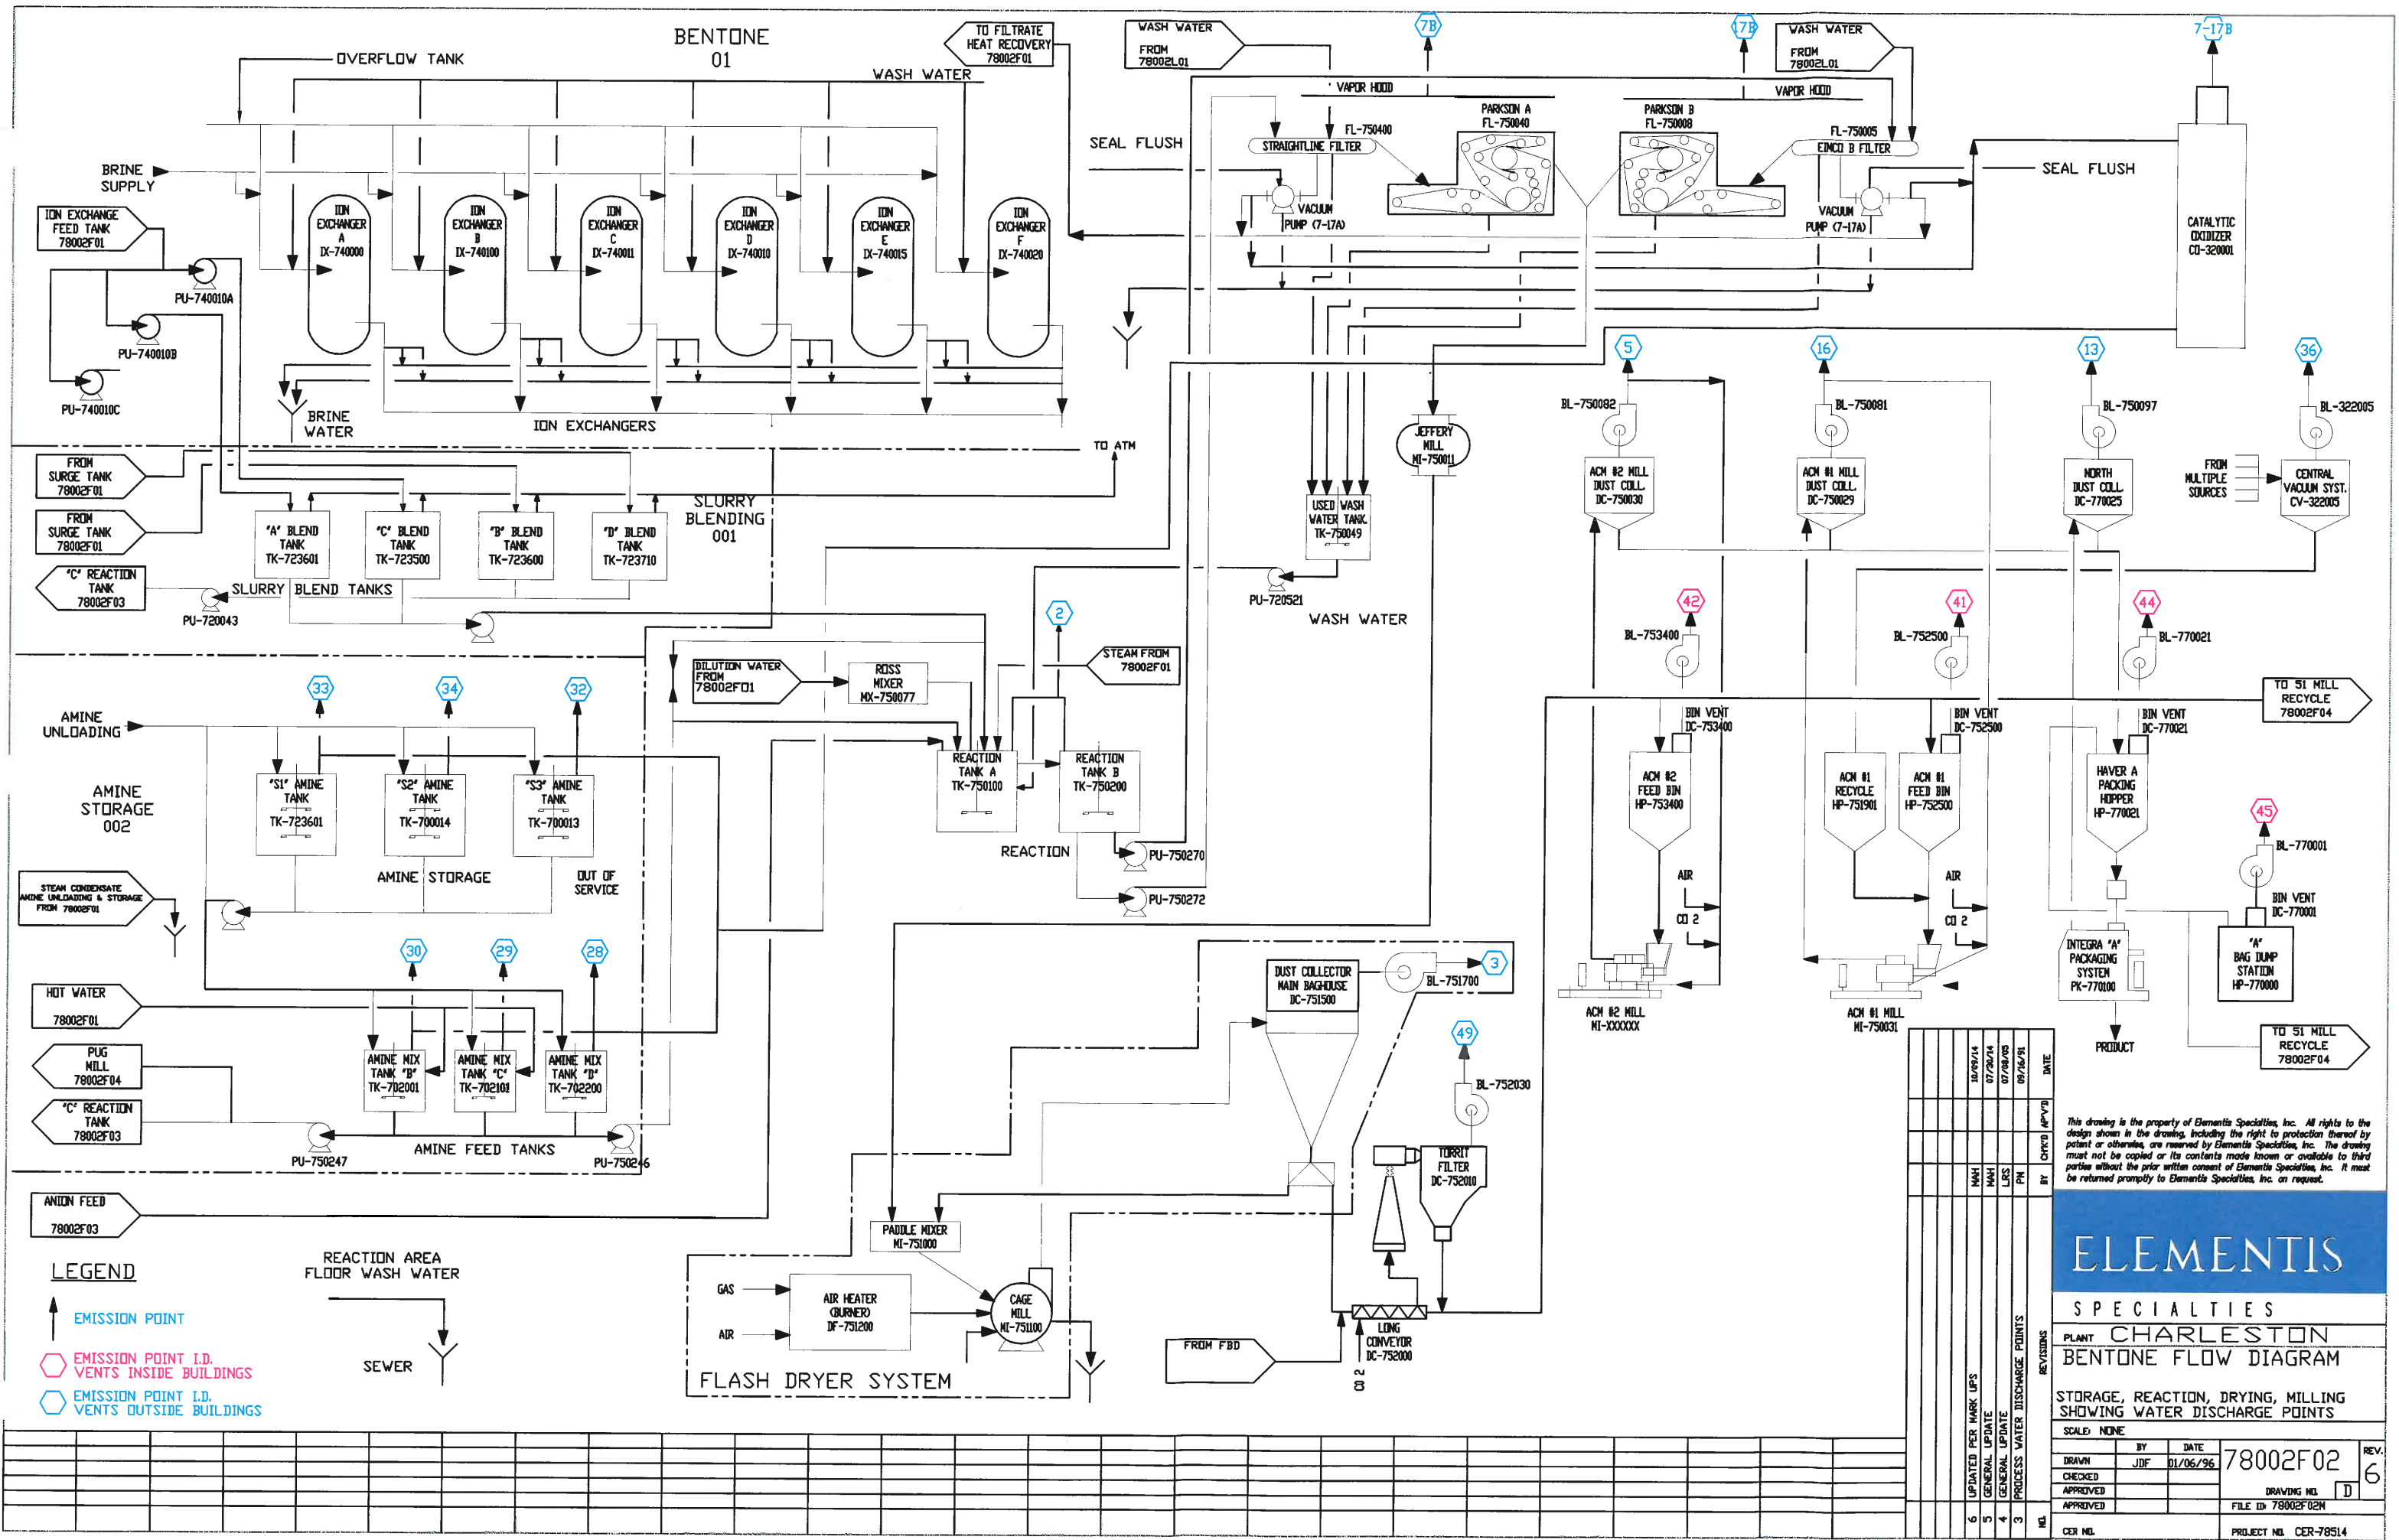 BENTONE
01
OVERFLOW TANK
WASH WATER
TO FILTRATE
HEAT RECOVERY
78002F01
BRINE
SUPPLY
ION EXCHANGE
FEED TANK
78002F01
PU-740010A
PU-740010B
PU-740010C
ION
EXCHANGER
A
IX-740000
ION
EXCHANGER
B
IX-740100
ION
EXCHANGER
C
IX-740011
ION
EXCHANGER
D
IX-740010
ION
EXCHANGER
E
IX-740015
ION
EXCHANGER
F
IX-740020
BRINE
WATER
ION EXCHANGERS
WASH WATER
FROM
78002L01
7B
17B
WASH WATER
FROM
78002L01
7-17B
VAPOR HOOD
VAPOR HOOD
PARKSON A
FL-750040
PARKSON B
FL-750008
FL-750400
STRAIGHTLINE FILTER
FL-750005
EIMCO B FILTER
SEAL FLUSH
SEAL FLUSH
VACUUM
PUMP (7-17A)
VACUUM
PUMP (7-17A)
CATALYTIC
OXIDIZER
CO-320001
FROM
SURGE TANK
78002F01
FROM
SURGE TANK
78002F01
"C" REACTION
TANK
78002F03
PU-720043
"A" BLEND
TANK
TK-723601
"C" BLEND
TANK
TK-723500
"B" BLEND
TANK
TK-723600
"D" BLEND
TANK
TK-723710
SLURRY BLEND TANKS
SLURRY
BLENDING
001
TO ATM
JEFFERY
MILL
MI-750011
USED WASH
WATER TANK
TK-750049
PU-720521
WASH WATER
5
BL-750082
ACM #2 MILL
DUST COLL.
DC-750030
16
BL-750081
ACM #1 MILL
DUST COLL.
DC-750029
13
BL-750097
NORTH
DUST COLL.
DC-770025
36
BL-322005
FROM
MULTIPLE
SOURCES
CENTRAL
VACUUM SYST.
CV-322005
AMINE
UNLOADING
33
34
32
"S1" AMINE
TANK
TK-723601
"S2" AMINE
TANK
TK-700014
"S3" AMINE
TANK
TK-700013
AMINE
STORAGE
002
AMINE STORAGE
OUT OF
SERVICE
STEAM CONDENSATE
AMINE UNLOADING & STORAGE
FROM 78002F01
DILUTION WATER
FROM
78002F01
ROSS
MIXER
MX-750077
2
STEAM FROM
78002F01
REACTION
TANK A
TK-750100
REACTION
TANK B
TK-750200
REACTION
PU-750270
PU-750272
42
BL-753400
BIN VENT
DC-753400
ACM #2
FEED BIN
HP-753400
AIR
CO 2
ACM #2 MILL
MI-XXXXXX
41
BL-752500
BIN VENT
DC-752500
ACM #1
RECYCLE
HP-751901
ACM #1
FEED BIN
HP-752500
AIR
CO 2
ACM #1 MILL
MI-750031
44
BL-770021
BIN VENT
DC-770021
HAVER A
PACKING
HOPPER
HP-770021
TO 51 MILL
RECYCLE
78002F04
45
BL-770001
BIN VENT
DC-770001
INTEGRA "A"
PACKAGING
SYSTEM
PK-770100
"A"
BAG DUMP
STATION
HP-770000
PRODUCT
TO 51 MILL
RECYCLE
78002F04
HOT WATER
78002F01
PUG
MILL
78002F04
"C" REACTION
TANK
78002F03
30
29
28
AMINE MIX
TANK "B"
TK-702001
AMINE MIX
TANK "C"
TK-702101
AMINE MIX
TANK "D"
TK-702200
PU-750247
AMINE FEED TANKS
PU-750246
ANION FEED
78002F03
DUST COLLECTOR
MAIN BAGHOUSE
DC-751500
BL-751700
3
49
BL-752030
TORRIT
FILTER
DC-752010
PADDLE MIXER
MI-751000
GAS
AIR
AIR HEATER
(BURNER)
DF-751200
CAGE
MILL
MI-751100
FLASH DRYER SYSTEM
FROM FBD
LONG
CONVEYOR
DC-752000
CO 2
LEGEND
EMISSION POINT
EMISSION POINT I.D.
VENTS INSIDE BUILDINGS
EMISSION POINT I.D.
VENTS OUTSIDE BUILDINGS
REACTION AREA
FLOOR WASH WATER
SEWER
6 UPDATED PER MARK UPS MAH 10/09/14
5 GENERAL UPDATE MAH 07/30/14
4 GENERAL UPDATE LRS 07/08/05
3 PROCESS WATER DISCHARGE POINTS PM 09/16/91
NO. REVISIONS BY CHK'D APV'D DATE
This drawing is the property of Elementis Specialties, Inc. All rights to the
design shown in the drawing, including the right to protection thereof by
patent or otherwise, are reserved by Elementis Specialties, Inc. The drawing
must not be copied or its contents made known or available to third
parties without the prior written consent of Elementis Specialties, Inc. It must
be returned promptly to Elementis Specialties, Inc. on request.
ELEMENTIS
SPECIALTIES
PLANT CHARLESTON
BENTONE FLOW DIAGRAM
STORAGE, REACTION, DRYING, MILLING
SHOWING WATER DISCHARGE POINTS
SCALE: NONE
BY DATE
DRAWN JDF 01/06/96
CHECKED
APPROVED
APPROVED
78002F02
REV.
6
DRAWING NO. D
FILE ID: 78002F02M
CER NO.
PROJECT NO. CER-78514